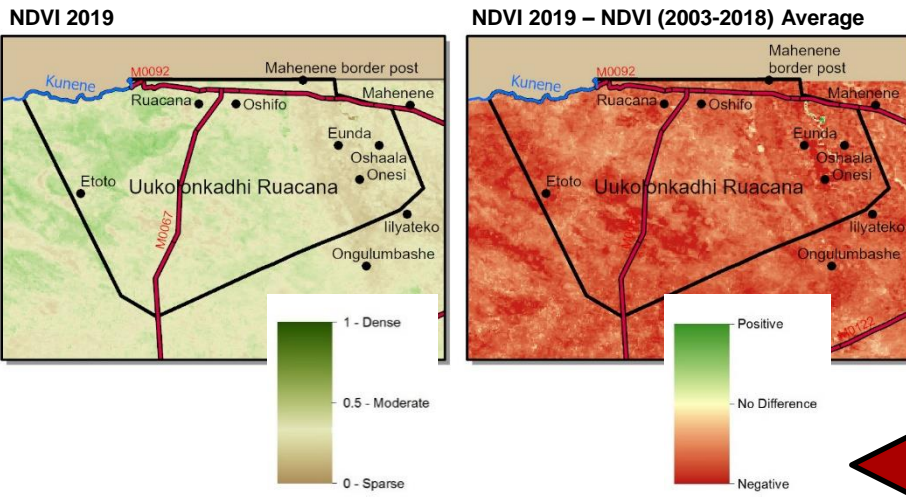 NDVI 2019
Kunene
M0092
Mahenene border post
Mahenene
Ruacana
Oshifo
Eunda
Oshaala
Onesi
Etoto
Uukolonkadhi Ruacana
Iilyateko
M0067
Ongulumbashe
1 - Dense
0.5 - Moderate
0 - Sparse
NDVI 2019 – NDVI (2003-2018) Average
Mahenene
border post
Kunene
M0092
Mahenene
Ruacana
Oshifo
Eunda
Oshaala
Onesi
Etoto
Uukolonkadhi Ruacana
Iilyateko
Ongulumbashe
M0122
Positive
No Difference
Negative